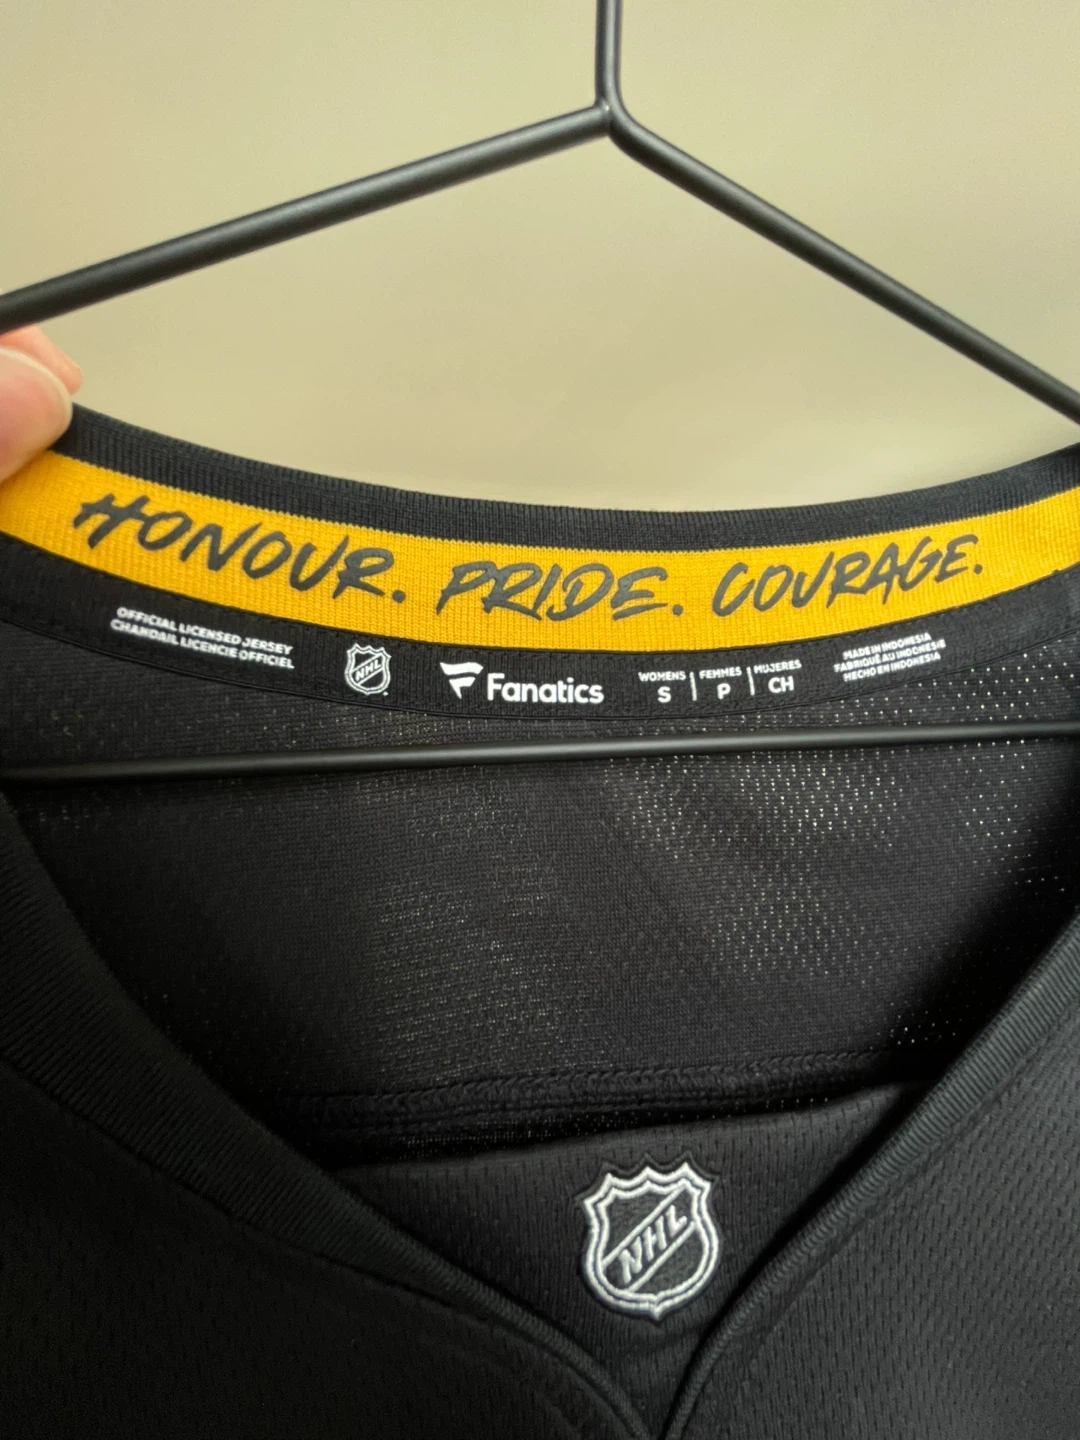 HONOUR. PRIDE. COURAGE.
OFFICIAL LICENSED JERSEY
CHANDAIL LICENCIÉ OFFICIEL
NHL
Fanatics
WOMENS
S
FEMMES
P
MUJERES
CH
MADE IN INDONESIA
FABRIQUÉ AU INDONESIE
HECHO EN INDONESIA
NHL